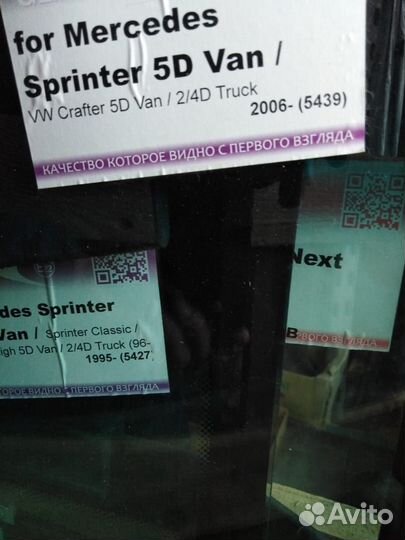 for Mercedes
Sprinter 5D Van /
VW Crafter 5D Van / 2/4D Truck
2006- (5439)
КАЧЕСТВО КОТОРОЕ ВИДНО С ПЕРВОГО ВЗГЛЯДА
Next
В
РВОГО ВЗГЛЯДА
des Sprinter
Van / Sprinter Classic /
igh 5D Van / 2/4D Truck (96-
1995- (5427)
ОТОРОЕ ВИДНО С ПЕРВОГО ВЗГЛЯДА
Avito